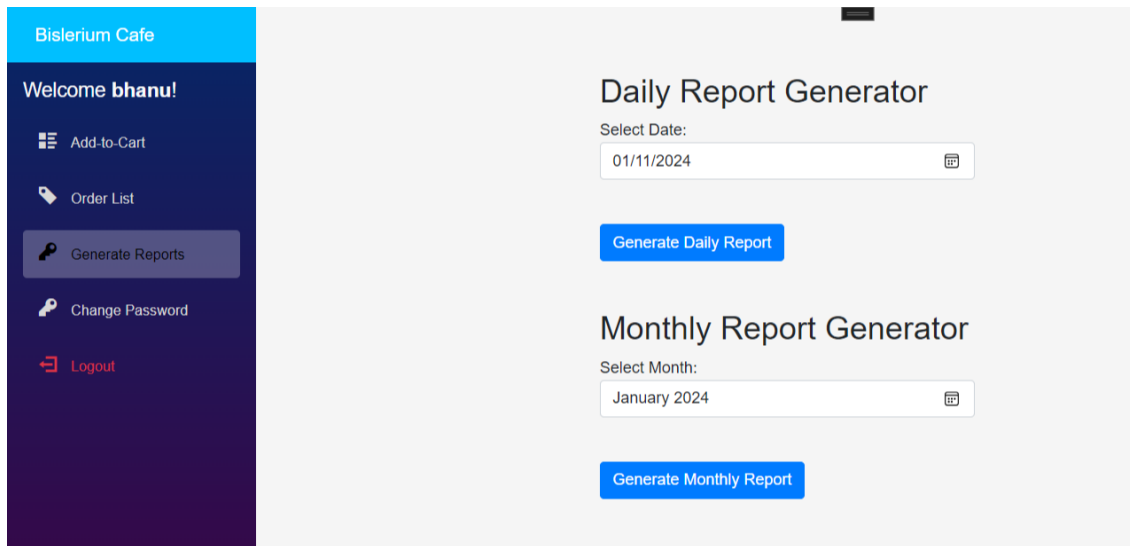 Bislerium Cafe
Welcome bhanu!
Add-to-Cart
Order List
Generate Reports
Change Password
Logout
Daily Report Generator
Select Date:
01/11/2024
Generate Daily Report
Monthly Report Generator
Select Month:
January 2024
Generate Monthly Report